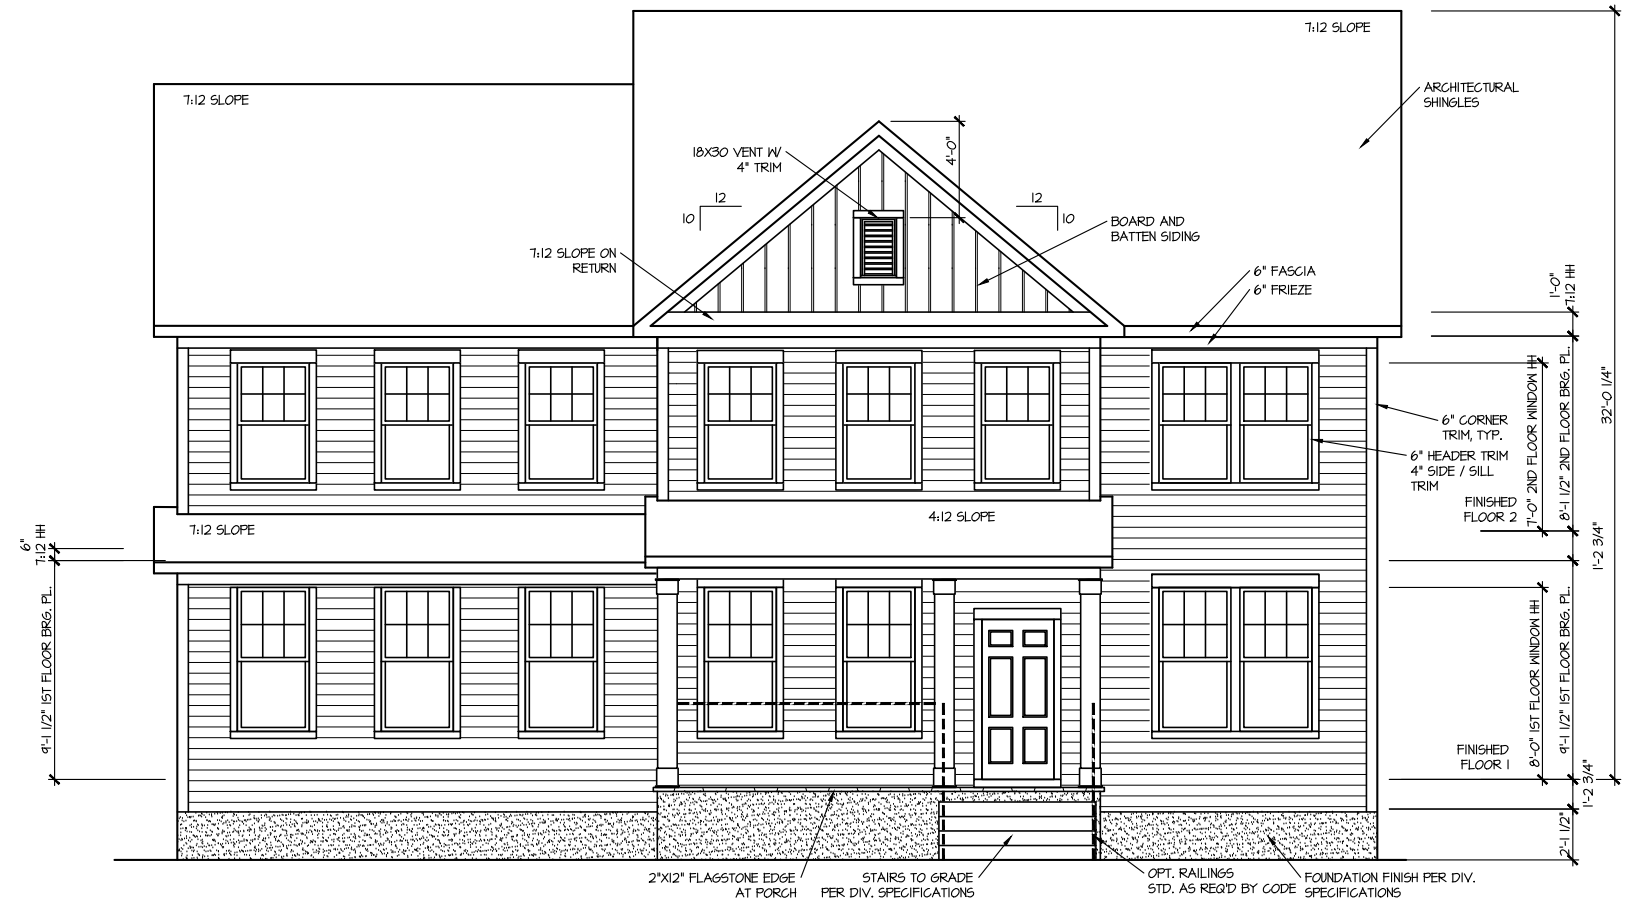 7:12 SLOPE
7:12 SLOPE
ARCHITECTURAL
SHINGLES
18X30 VENT W/
4" TRIM
4'-0"
12
10
12
10
BOARD AND
BATTEN SIDING
7:12 SLOPE ON
RETURN
6" FASCIA
6" FRIEZE
1'-0"
7:12 HH
32'-0 1/4"
7'-0" 2ND FLOOR WINDOW HH
8'-1 1/2" 2ND FLOOR BRG. PL.
6" CORNER
TRIM, TYP.
6" HEADER TRIM
4" SIDE / SILL
TRIM
FINISHED
FLOOR 2
7:12 SLOPE
4:12 SLOPE
6"
7:12 HH
1'-2 3/4"
9'-1 1/2" 1ST FLOOR BRG. PL.
8'-0" 1ST FLOOR WINDOW HH
9'-1 1/2" 1ST FLOOR BRG. PL.
FINISHED
FLOOR 1
1'-2 3/4"
2'-1 1/2"
2"X12" FLAGSTONE EDGE
AT PORCH
STAIRS TO GRADE
PER DIV. SPECIFICATIONS
OPT. RAILINGS
STD. AS REQ'D BY CODE
FOUNDATION FINISH PER DIV.
SPECIFICATIONS